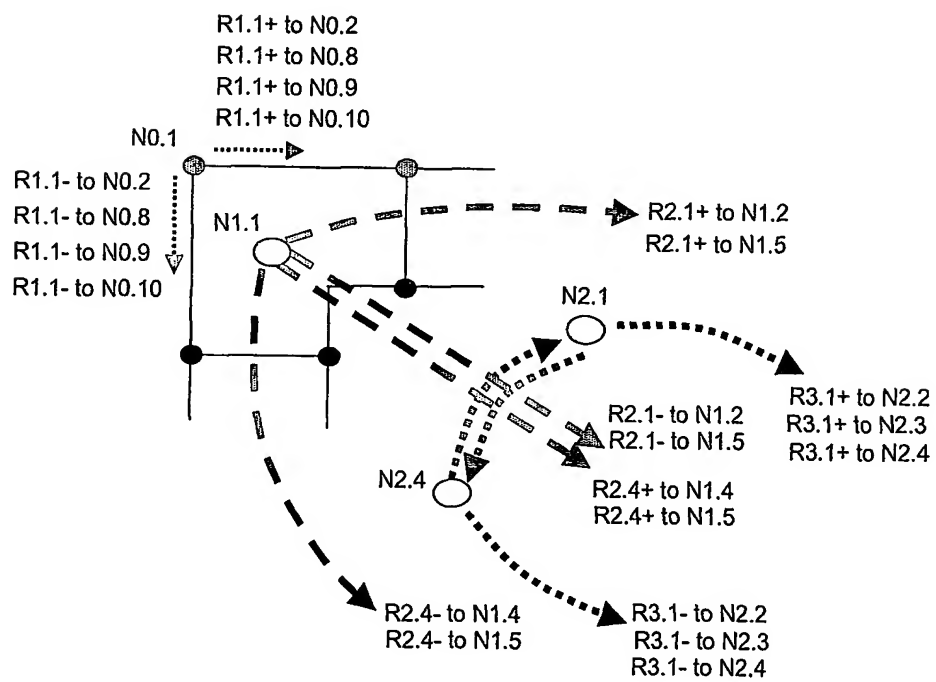 R1.1+ to N0.2
R1.1+ to N0.8
R1.1+ to N0.9
R1.1+ to N0.10
N0.1
R1.1- to N0.2
R1.1- to N0.8
R1.1- to N0.9
R1.1- to N0.10
N1.1
R2.1+ to N1.2
R2.1+ to N1.5
N2.1
R3.1+ to N2.2
R3.1+ to N2.3
R3.1+ to N2.4
R2.1- to N1.2
R2.1- to N1.5
N2.4
R2.4+ to N1.4
R2.4+ to N1.5
R2.4- to N1.4
R2.4- to N1.5
R3.1- to N2.2
R3.1- to N2.3
R3.1- to N2.4